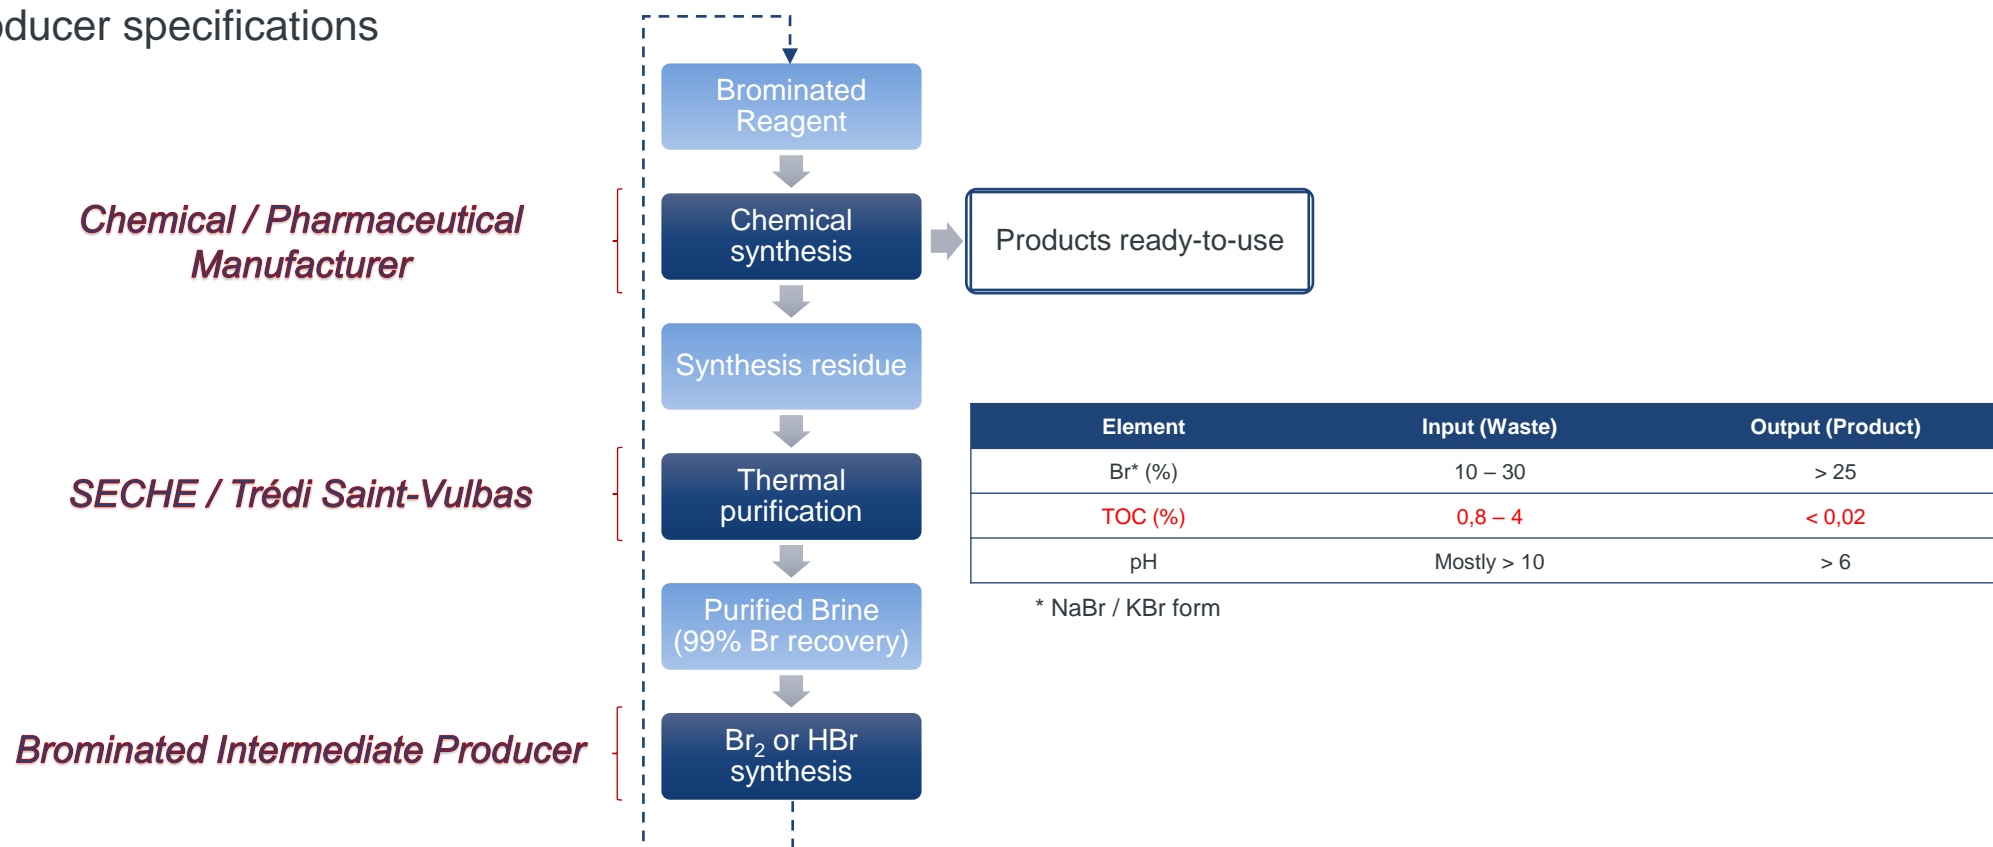 oducer specifications
Brominated
Reagent
Chemical / Pharmaceutical
Manufacturer
Chemical
synthesis
Products ready-to-use
Synthesis residue
SECHE / Trédi Saint-Vulbas
Thermal
purification
Element Input (Waste) Output (Product)
Br* (%) 10 – 30 > 25
TOC (%) 0,8 – 4 < 0,02
pH Mostly > 10 > 6
* NaBr / KBr form
Purified Brine
(99% Br recovery)
Brominated Intermediate Producer
Br₂ or HBr
synthesis